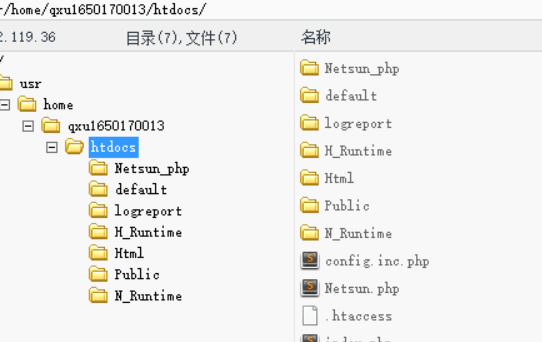 r/home/qxu1650170013/htdocs/
2.119.36 目录(7),文件(7) 名称
/
usr
home
qxu1650170013
htdocs
Netsun_php
default
logreport
H_Runtime
Html
Public
N_Runtime
Netsun_php
default
logreport
H_Runtime
Html
Public
N_Runtime
config.inc.php
Netsun.php
.htaccess